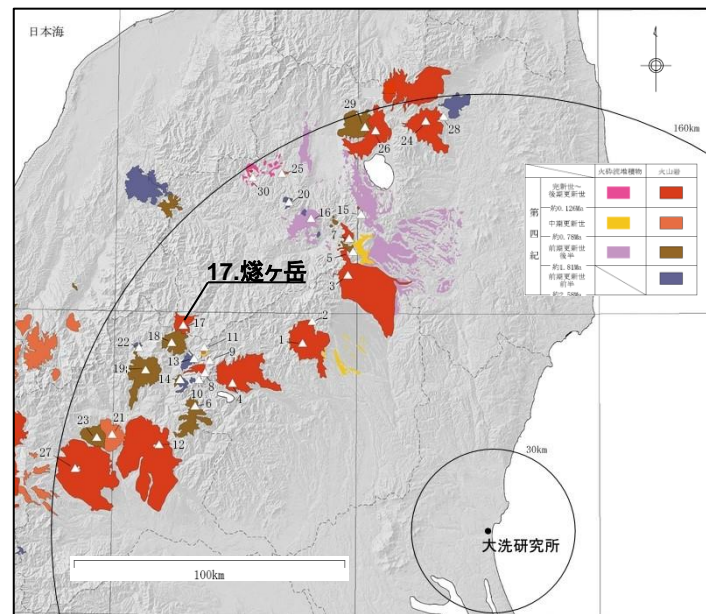 日本海
160km
29
24
28
26
25
30
20
15
16
7
5
3
17.燧ヶ岳
17
2
18
11
1
22
13
9
19
14
8
10
4
6
23
21
12
27
30km
大洗研究所
100km
火砕流堆積物
火山岩
第四紀
完新世～
後期更新世
約0.126Ma
中期更新世
約0.78Ma
前期更新世
後半
約1.81Ma
前期更新世
前半
約2.58Ma